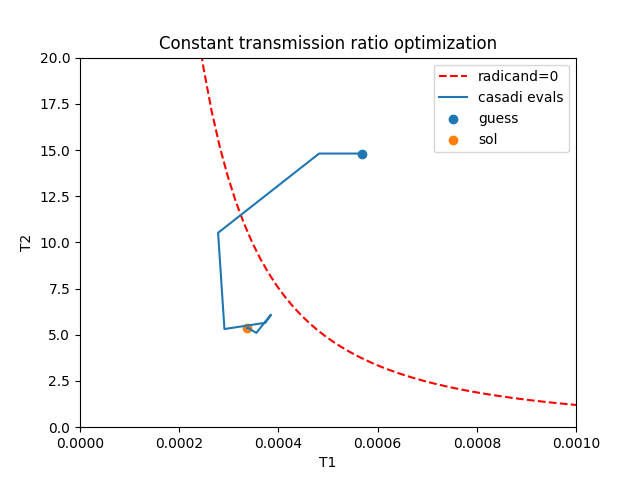 Constant transmission ratio optimization
radicand=0
casadi evals
guess
sol
T2
20.0
17.5
15.0
12.5
10.0
7.5
5.0
2.5
0.0
0.0000 0.0002 0.0004 0.0006 0.0008 0.0010
T1